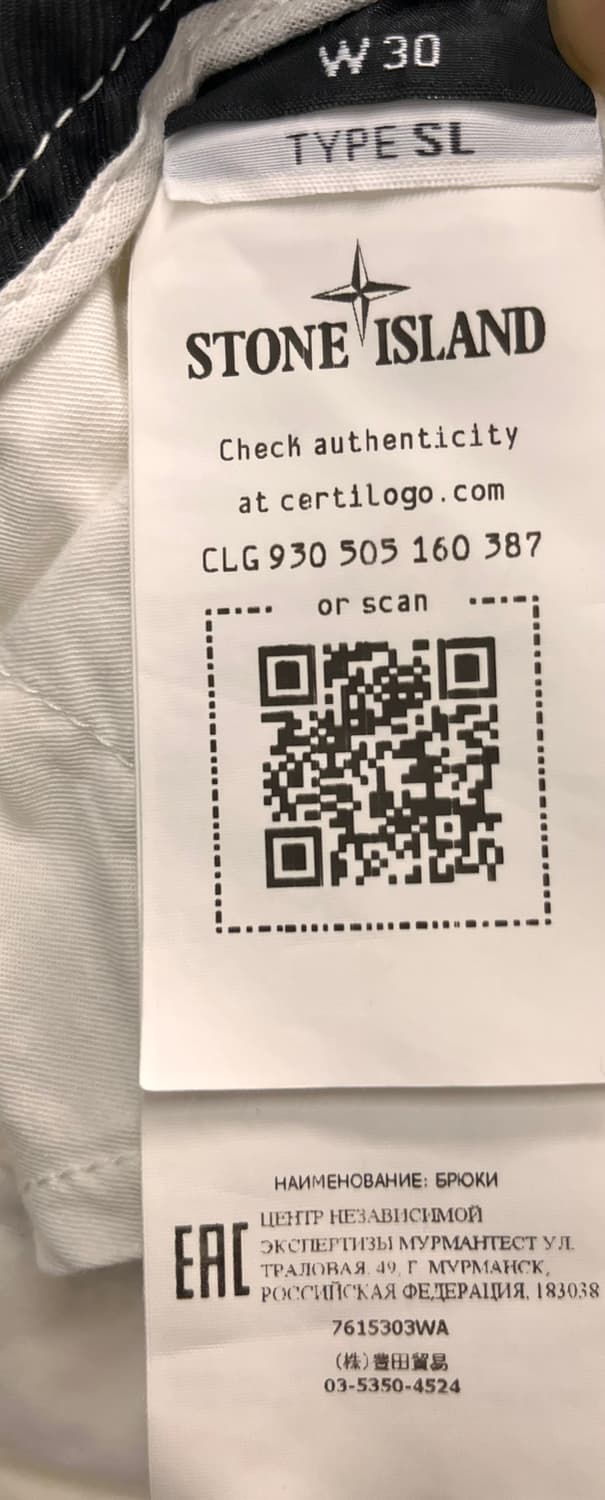 W 30
TYPE SL
STONE ISLAND
Check authenticity
at certilogo.com
CLG 930 505 160 387
or scan
НАИМЕНОВАНИЕ: БРЮКИ
EAC
ЦЕНТР НЕЗАВИСИМОЙ
ЭКСПЕРТИЗЫ МУРМАНТЕСТ УЛ.
ТРАЛОВАЯ, 49, Г. МУРМАНСК,
РОССИЙСКАЯ ФЕДЕРАЦИЯ, 183038
7615303WA
(株)豊田貿易
03-5350-4524